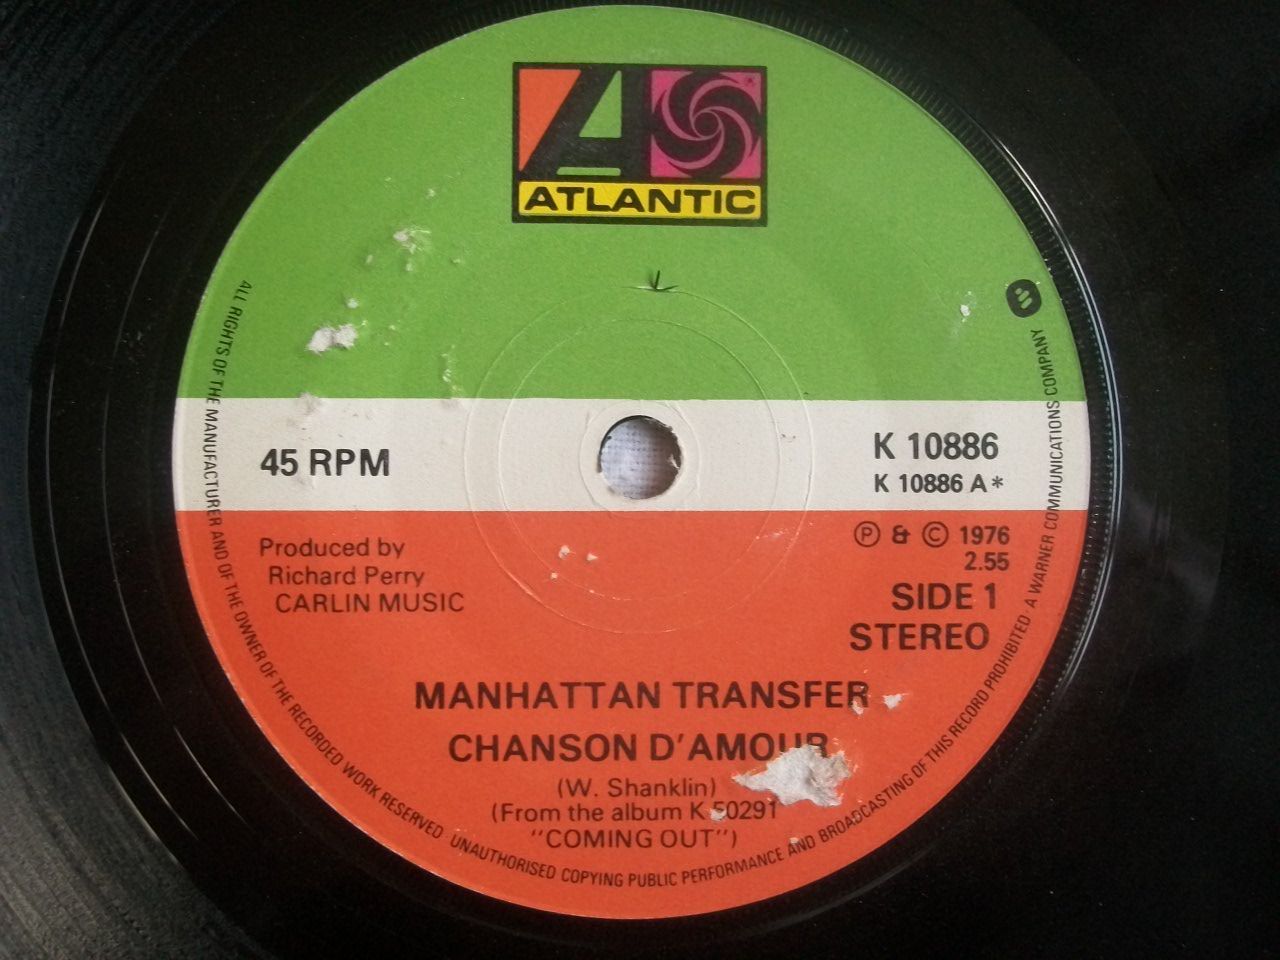 ATLANTIC
45 RPM
K 10886
K 10886 A*
Produced by
Richard Perry
CARLIN MUSIC
Ⓟ & © 1976
2.55
SIDE 1
STEREO
MANHATTAN TRANSFER
CHANSON D'AMOUR
(W. Shanklin)
(From the album K 50291
"COMING OUT")
ALL RIGHTS OF THE MANUFACTURER AND OF THE OWNER OF THE RECORDED WORK RESERVED · UNAUTHORISED COPYING PUBLIC PERFORMANCE AND BROADCASTING OF THIS RECORD PROHIBITED · A WARNER COMMUNICATIONS COMPANY